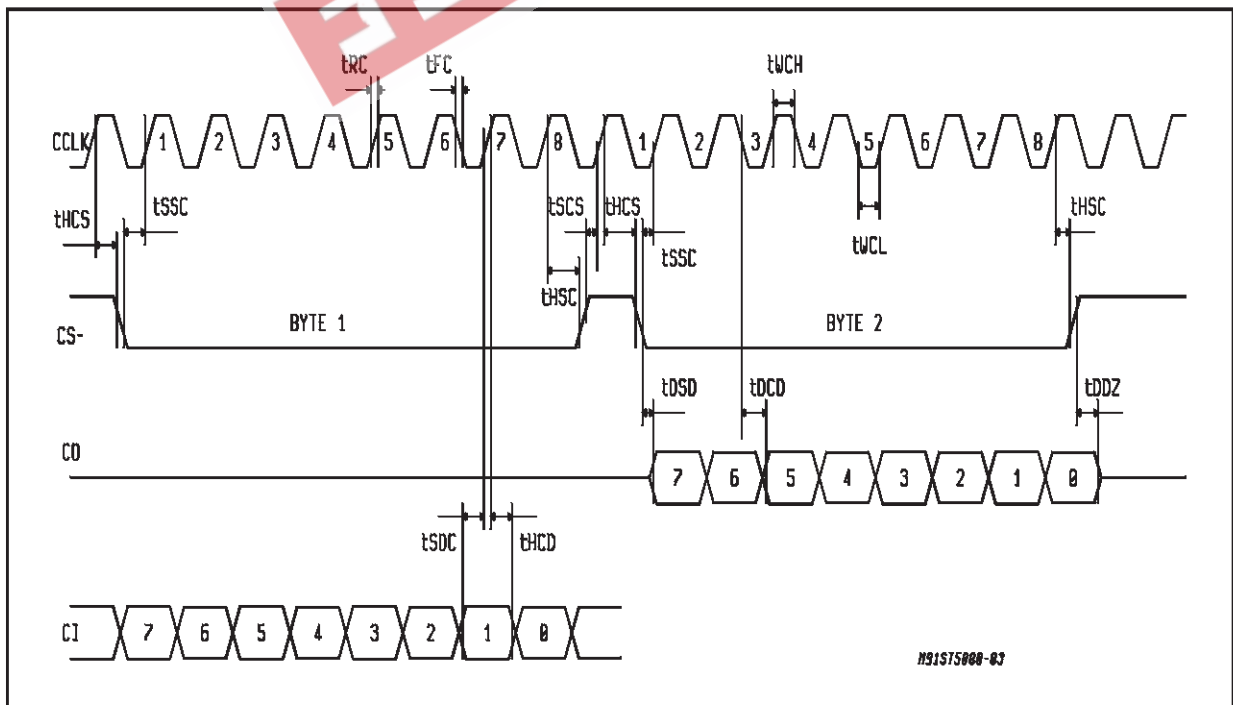 tRC tFC tWCH
CCLK 1 2 3 4 5 6 7 8 1 2 3 4 5 6 7 8
tHCS tSSC tSCS tHCS tSSC tWCL tHSC
tHSC
CS- BYTE 1 BYTE 2
tDSD tDCD tDDZ
CO 7 6 5 4 3 2 1 0
tSDC tHCD
CI 7 6 5 4 3 2 1 0